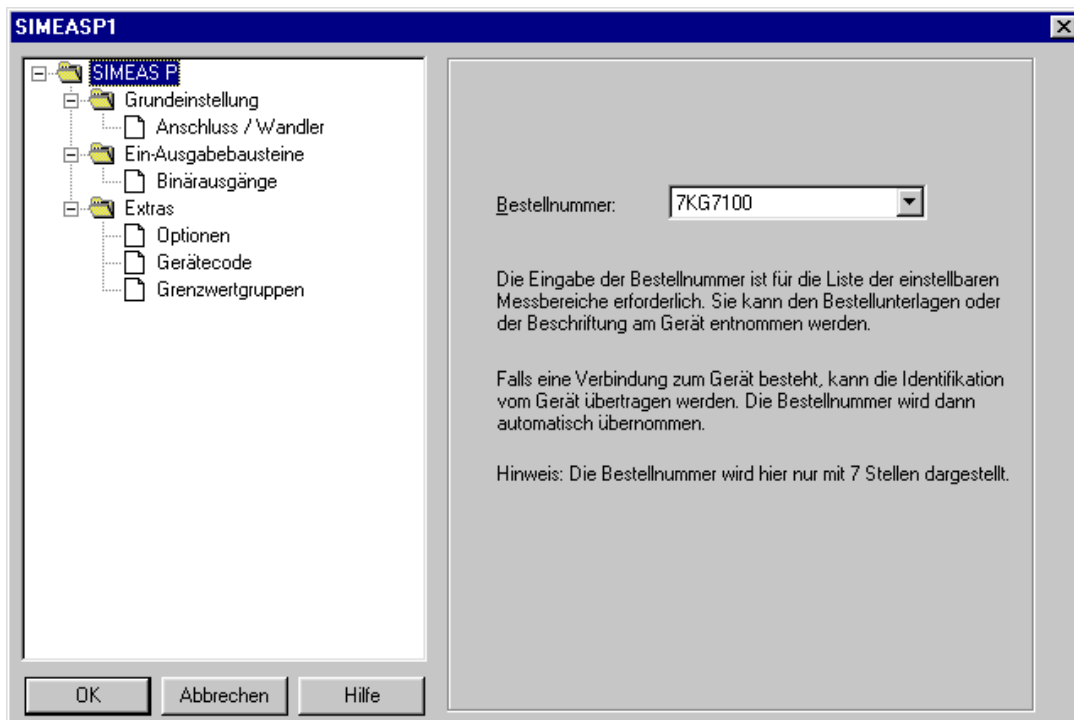 SIMEASP1
SIMEAS P
Grundeinstellung
Anschluss / Wandler
Ein-Ausgabebausteine
Binärausgänge
Extras
Optionen
Gerätecode
Grenzwertgruppen
Bestellnummer: 7KG7100
Die Eingabe der Bestellnummer ist für die Liste der einstellbaren
Messbereiche erforderlich. Sie kann den Bestellunterlagen oder
der Beschriftung am Gerät entnommen werden.
Falls eine Verbindung zum Gerät besteht, kann die Identifikation
vom Gerät übertragen werden. Die Bestellnummer wird dann
automatisch übernommen.
Hinweis: Die Bestellnummer wird hier nur mit 7 Stellen dargestellt.
OK Abbrechen Hilfe